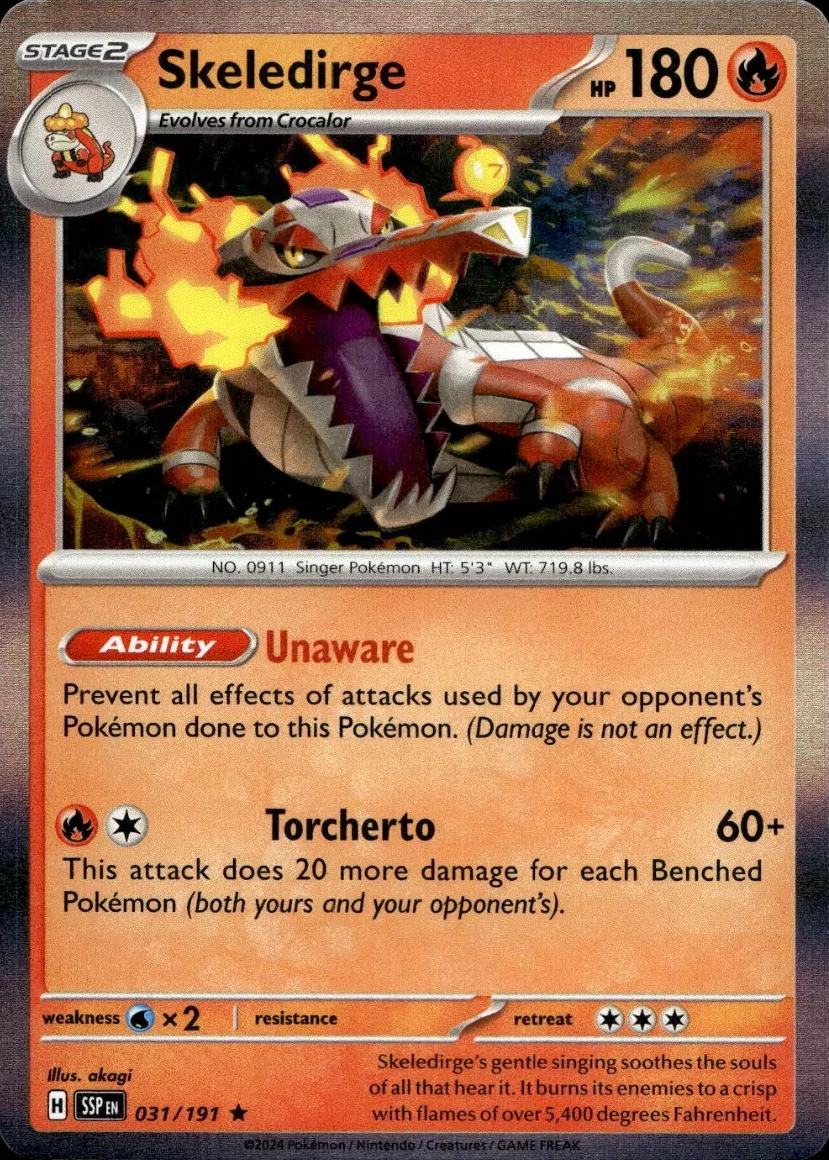 STAGE2
Skeledirge
HP 180
Evolves from Crocalor
NO. 0911 Singer Pokémon HT: 5'3" WT: 719.8 lbs.
Ability Unaware
Prevent all effects of attacks used by your opponent's
Pokémon done to this Pokémon. (Damage is not an effect.)
Torcherto 60+
This attack does 20 more damage for each Benched
Pokémon (both yours and your opponent's).
weakness ×2 resistance retreat
Illus. akagi
H SSP EN 031/191
Skeledirge's gentle singing soothes the souls
of all that hear it. It burns its enemies to a crisp
with flames of over 5,400 degrees Fahrenheit.
©2024 Pokémon / Nintendo / Creatures / GAME FREAK